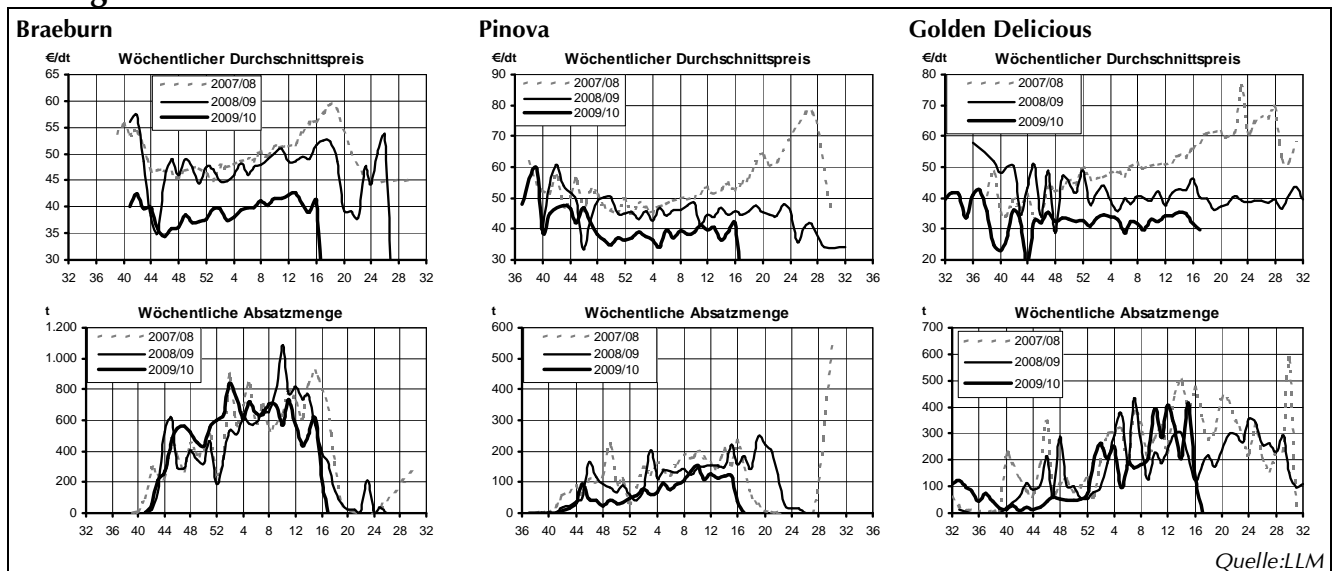 Braeburn
Pinova
Golden Delicious
€/dt
Wöchentlicher Durchschnittspreis
65
60
55
50
45
40
35
30
2007/08
2008/09
2009/10
32 36 40 44 48 52 4 8 12 16 20 24 28 32
€/dt
Wöchentlicher Durchschnittspreis
90
80
70
60
50
40
30
2007/08
2008/09
2009/10
36 40 44 48 52 4 8 12 16 20 24 28 32 36
€/dt
Wöchentlicher Durchschnittspreis
80
70
60
50
40
30
20
2007/08
2008/09
2009/10
32 36 40 44 48 52 4 8 12 16 20 24 28 32
t
Wöchentliche Absatzmenge
1.200
1.000
800
600
400
200
0
2007/08
2008/09
2009/10
32 36 40 44 48 52 4 8 12 16 20 24 28 32
t
Wöchentliche Absatzmenge
600
500
400
300
200
100
0
2007/08
2008/09
2009/10
36 40 44 48 52 4 8 12 16 20 24 28 32 36
t
Wöchentliche Absatzmenge
700
600
500
400
300
200
100
0
2007/08
2008/09
2009/10
32 36 40 44 48 52 4 8 12 16 20 24 28 32
Quelle:LLM